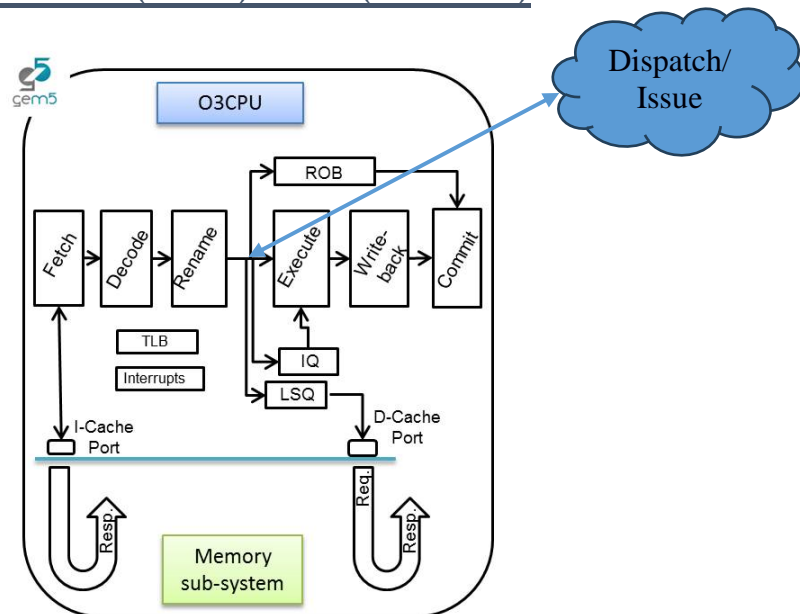 gem5
O3CPU
Dispatch/
Issue
ROB
Fetch
Decode
Rename
Execute
Write-
back
Commit
TLB
IQ
Interrupts
LSQ
I-Cache
Port
D-Cache
Port
Resp.
Req.
Resp.
Memory
sub-system